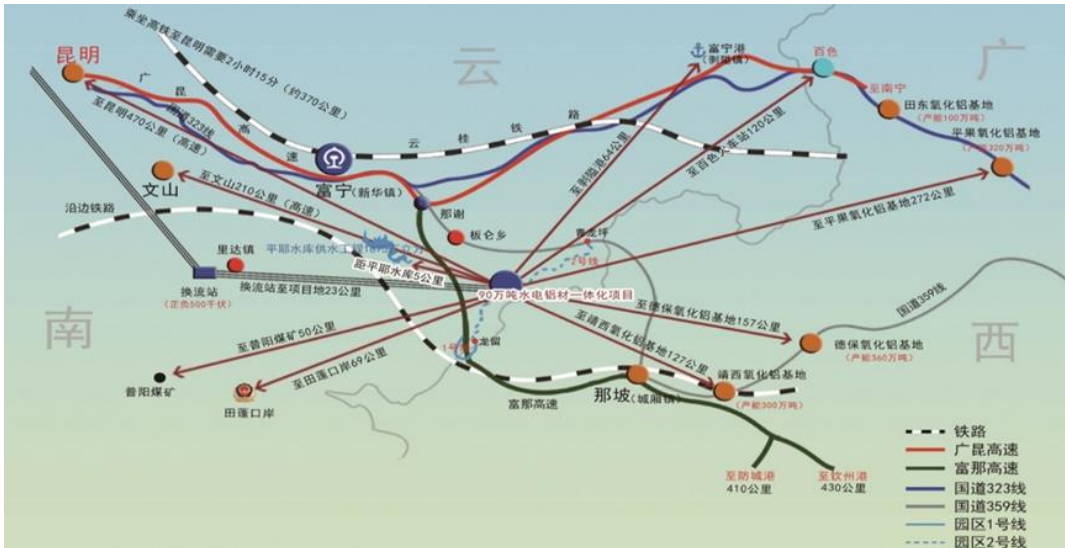 云
广
南
西
乘坐高铁至昆明需要2小时15分（约370公里）
昆明
广昆高速
国道323线
至昆明470公里（高速）
云桂铁路
富宁港
（剥隘镇）
百色
至南宁
田东氧化铝基地
（产能100万吨）
平果氧化铝基地
（产能320万吨）
文山
富宁（新华镇）
至文山210公里（高速）
至剥隘港64公里
至百色火车站120公里
至平果氧化铝基地272公里
沿边铁路
那谢
板仑乡
2号线
里达镇
平耶水库供水工程
距平耶水库5公里
换流站
（正负500千伏）
换流站至项目地23公里
90万吨水电铝材一体化项目
国道359线
至德保氧化铝基地157公里
至靖西氧化铝基地127公里
德保氧化铝基地
至普阳煤矿50公里
至田蓬口岸69公里
1号
龙留
靖西氧化铝基地
（产能300万吨）
普阳煤矿
田蓬口岸
富那高速
那坡（城厢镇）
至防城港
410公里
至钦州港
430公里
铁路
广昆高速
富那高速
国道323线
国道359线
园区1号线
园区2号线